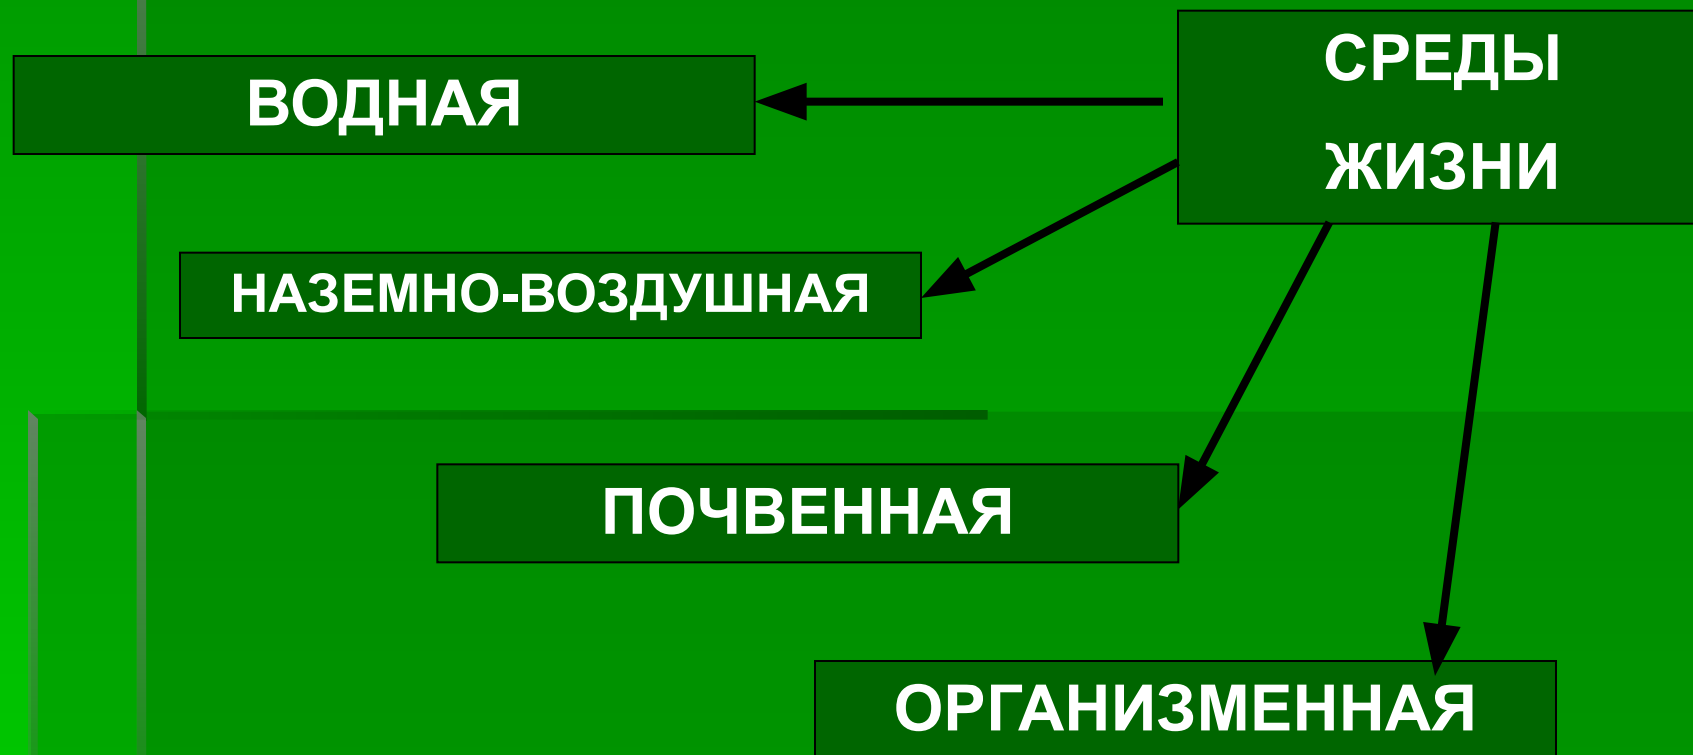 СРЕДЫ
ЖИЗНИ
ВОДНАЯ
НАЗЕМНО-ВОЗДУШНАЯ
ПОЧВЕННАЯ
ОРГАНИЗМЕННАЯ